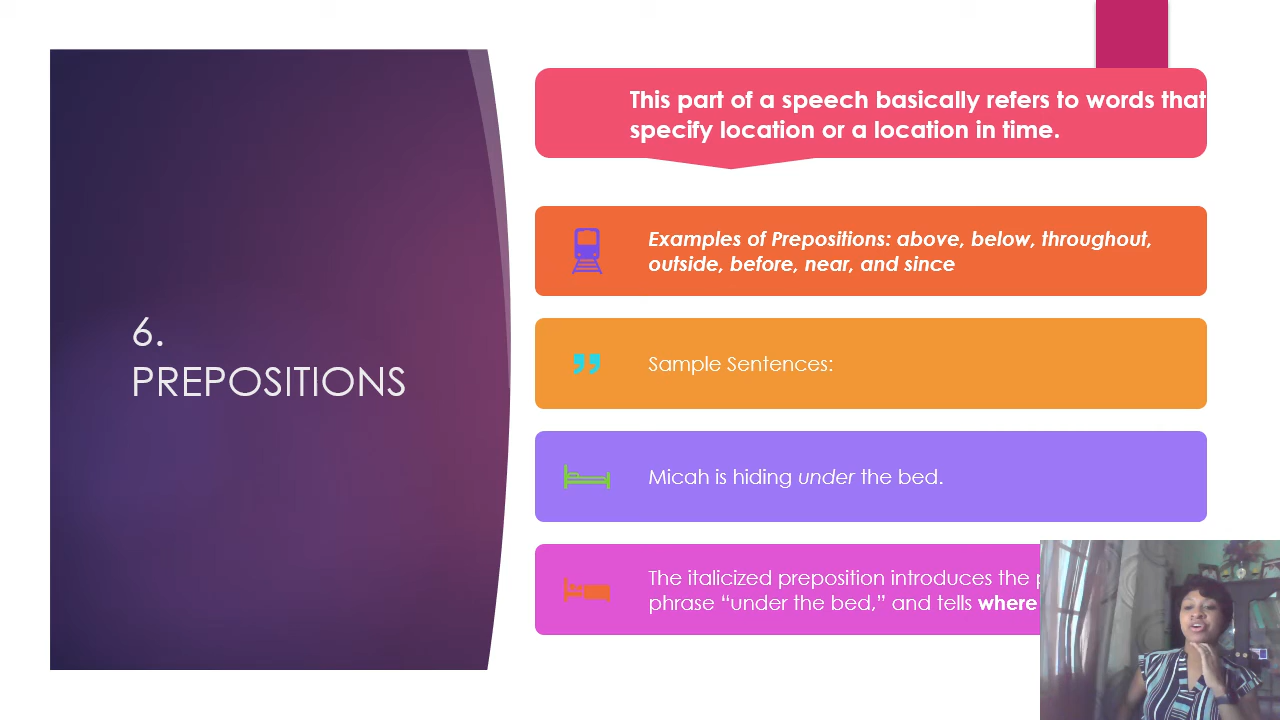 This part of a speech basically refers to words that
specify location or a location in time.
Examples of Prepositions: above, below, throughout,
outside, before, near, and since
6.
PREPOSITIONS
Sample Sentences:
Micah is hiding under the bed.
The italicized preposition introduces the
phrase “under the bed,” and tells where